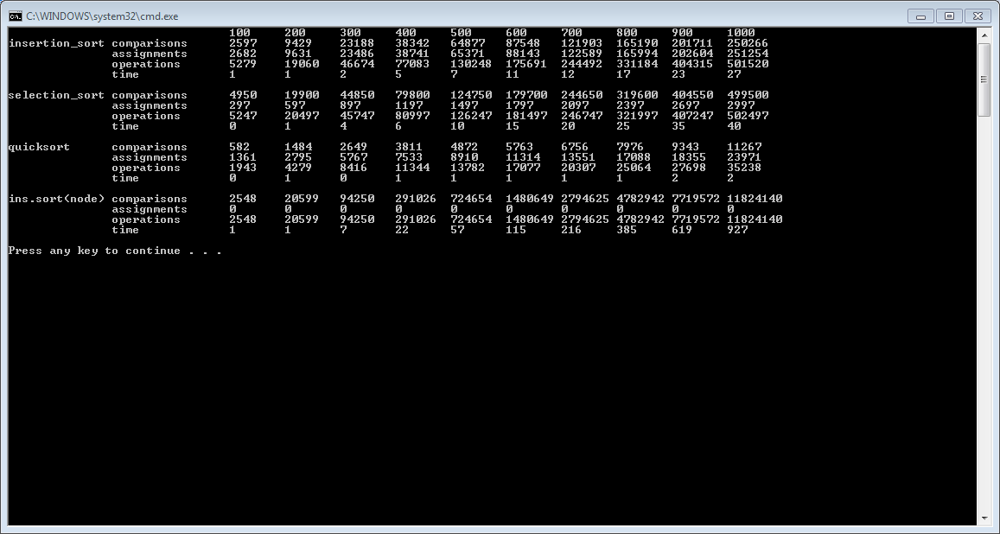 C:\WINDOWS\system32\cmd.exe
100 200 300 400 500 600 700 800 900 1000
insertion_sort comparisons 2597 9429 23188 38342 64877 87548 121903 165190 201711 250266
assignments 2682 9631 23486 38741 65371 88143 122589 165994 202604 251254
operations 5279 19060 46674 77083 130248 175691 244492 331184 404315 501520
time 1 1 2 5 7 11 12 17 23 27
selection_sort comparisons 4950 19900 44850 79800 124750 179700 244650 319600 404550 499500
assignments 297 597 897 1197 1497 1797 2097 2397 2697 2997
operations 5247 20497 45747 80997 126247 181497 246747 321997 407247 502497
time 0 1 4 6 10 15 20 25 35 40
quicksort comparisons 582 1484 2649 3811 4872 5763 6756 7976 9343 11267
assignments 1361 2795 5767 7533 8910 11314 13551 17088 18355 23971
operations 1943 4279 8416 11344 13782 17077 20307 25064 27698 35238
time 0 1 0 1 1 1 1 1 2 2
ins.sort(node) comparisons 2548 20599 94250 291026 724654 1480649 2794625 4782942 7719572 11824140
assignments 0 0 0 0 0 0 0 0 0 0
operations 2548 20599 94250 291026 724654 1480649 2794625 4782942 7719572 11824140
time 1 1 7 22 57 115 216 385 619 927
Press any key to continue . . .